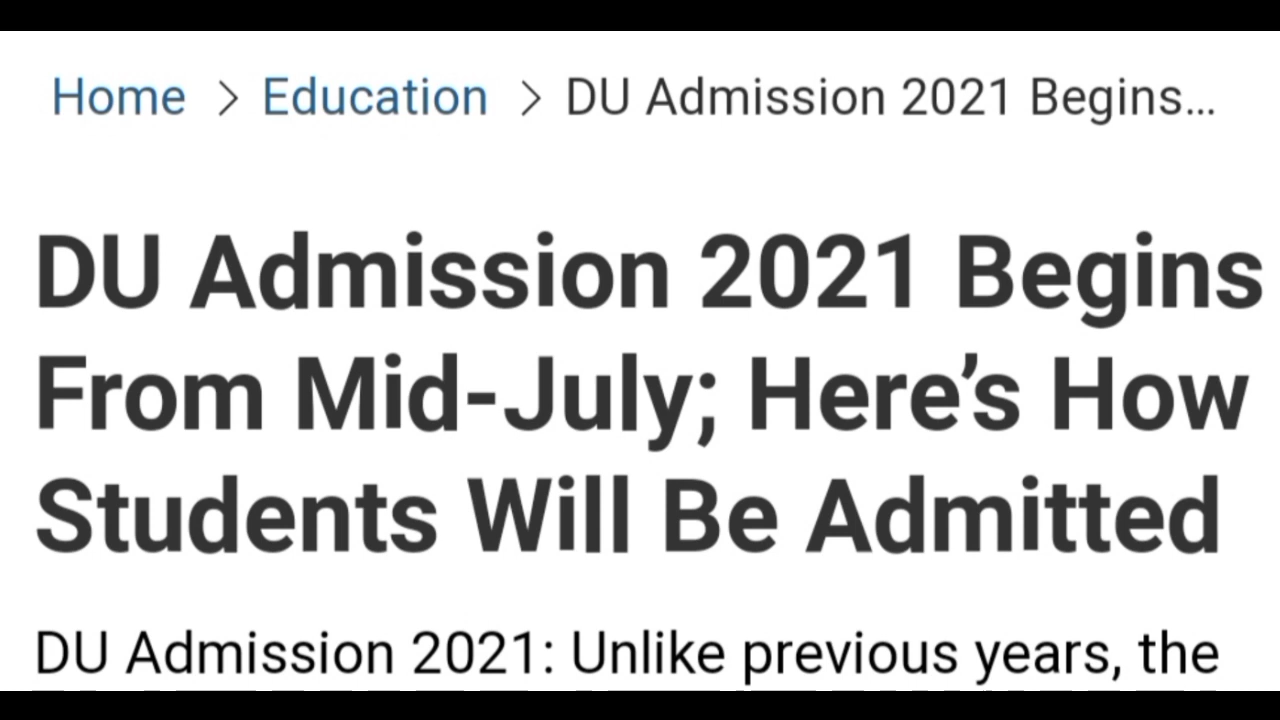 Home > Education > DU Admission 2021 Begins...
DU Admission 2021 Begins
From Mid-July; Here’s How
Students Will Be Admitted
DU Admission 2021: Unlike previous years, the